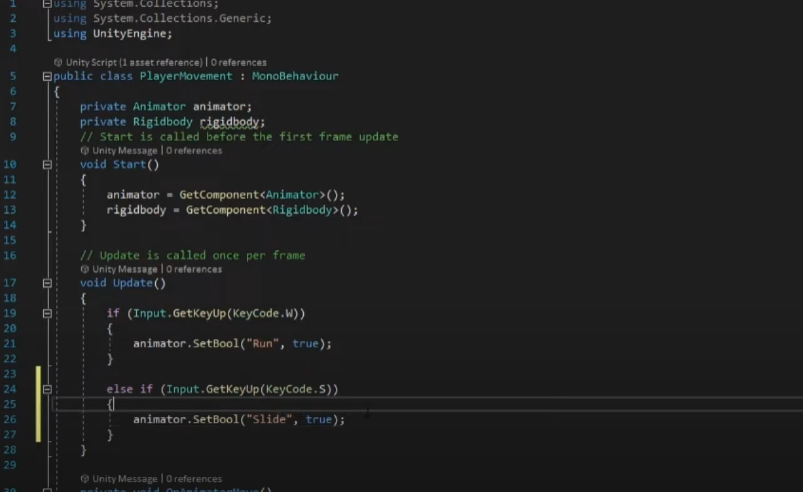 1 using System.Collections;
2 using System.Collections.Generic;
3 using UnityEngine;
4
Unity Script (1 asset reference) | 0 references
5 public class PlayerMovement : MonoBehaviour
6 {
7 private Animator animator;
8 private Rigidbody rigidbody;
9 // Start is called before the first frame update
Unity Message | 0 references
10 void Start()
11 {
12 animator = GetComponent<Animator>();
13 rigidbody = GetComponent<Rigidbody>();
14 }
15
16 // Update is called once per frame
Unity Message | 0 references
17 void Update()
18 {
19 if (Input.GetKeyUp(KeyCode.W))
20 {
21 animator.SetBool("Run", true);
22 }
23
24 else if (Input.GetKeyUp(KeyCode.S))
25 {
26 animator.SetBool("Slide", true);
27 }
28 }
29
Unity Message | 0 references
30 private void OnAnimatorMove()